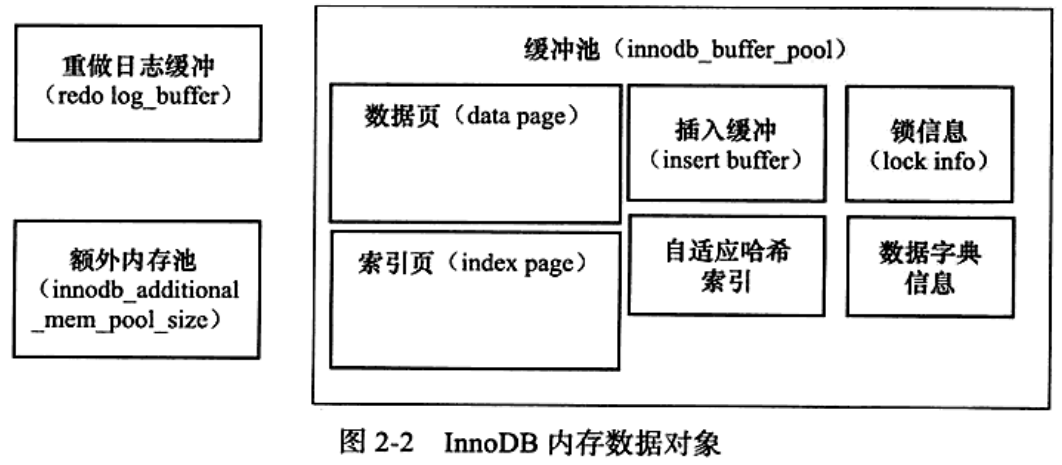 重做日志缓冲
（redo log_buffer）
额外内存池
（innodb_additional
_mem_pool_size）
缓冲池（innodb_buffer_pool）
数据页（data page）
插入缓冲
（insert buffer）
锁信息
（lock info）
索引页（index page）
自适应哈希
索引
数据字典
信息
图 2-2 InnoDB 内存数据对象